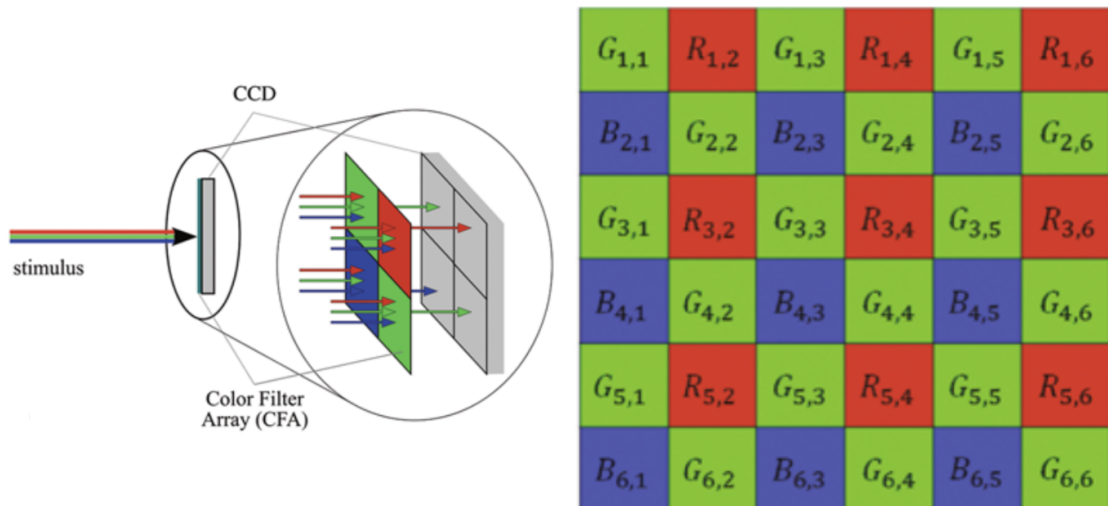 CCD
stimulus
Color Filter
Array (CFA)
G1,1 R1,2 G1,3 R1,4 G1,5 R1,6
B2,1 G2,2 B2,3 G2,4 B2,5 G2,6
G3,1 R3,2 G3,3 R3,4 G3,5 R3,6
B4,1 G4,2 B4,3 G4,4 B4,5 G4,6
G5,1 R5,2 G5,3 R5,4 G5,5 R5,6
B6,1 G6,2 B6,3 G6,4 B6,5 G6,6